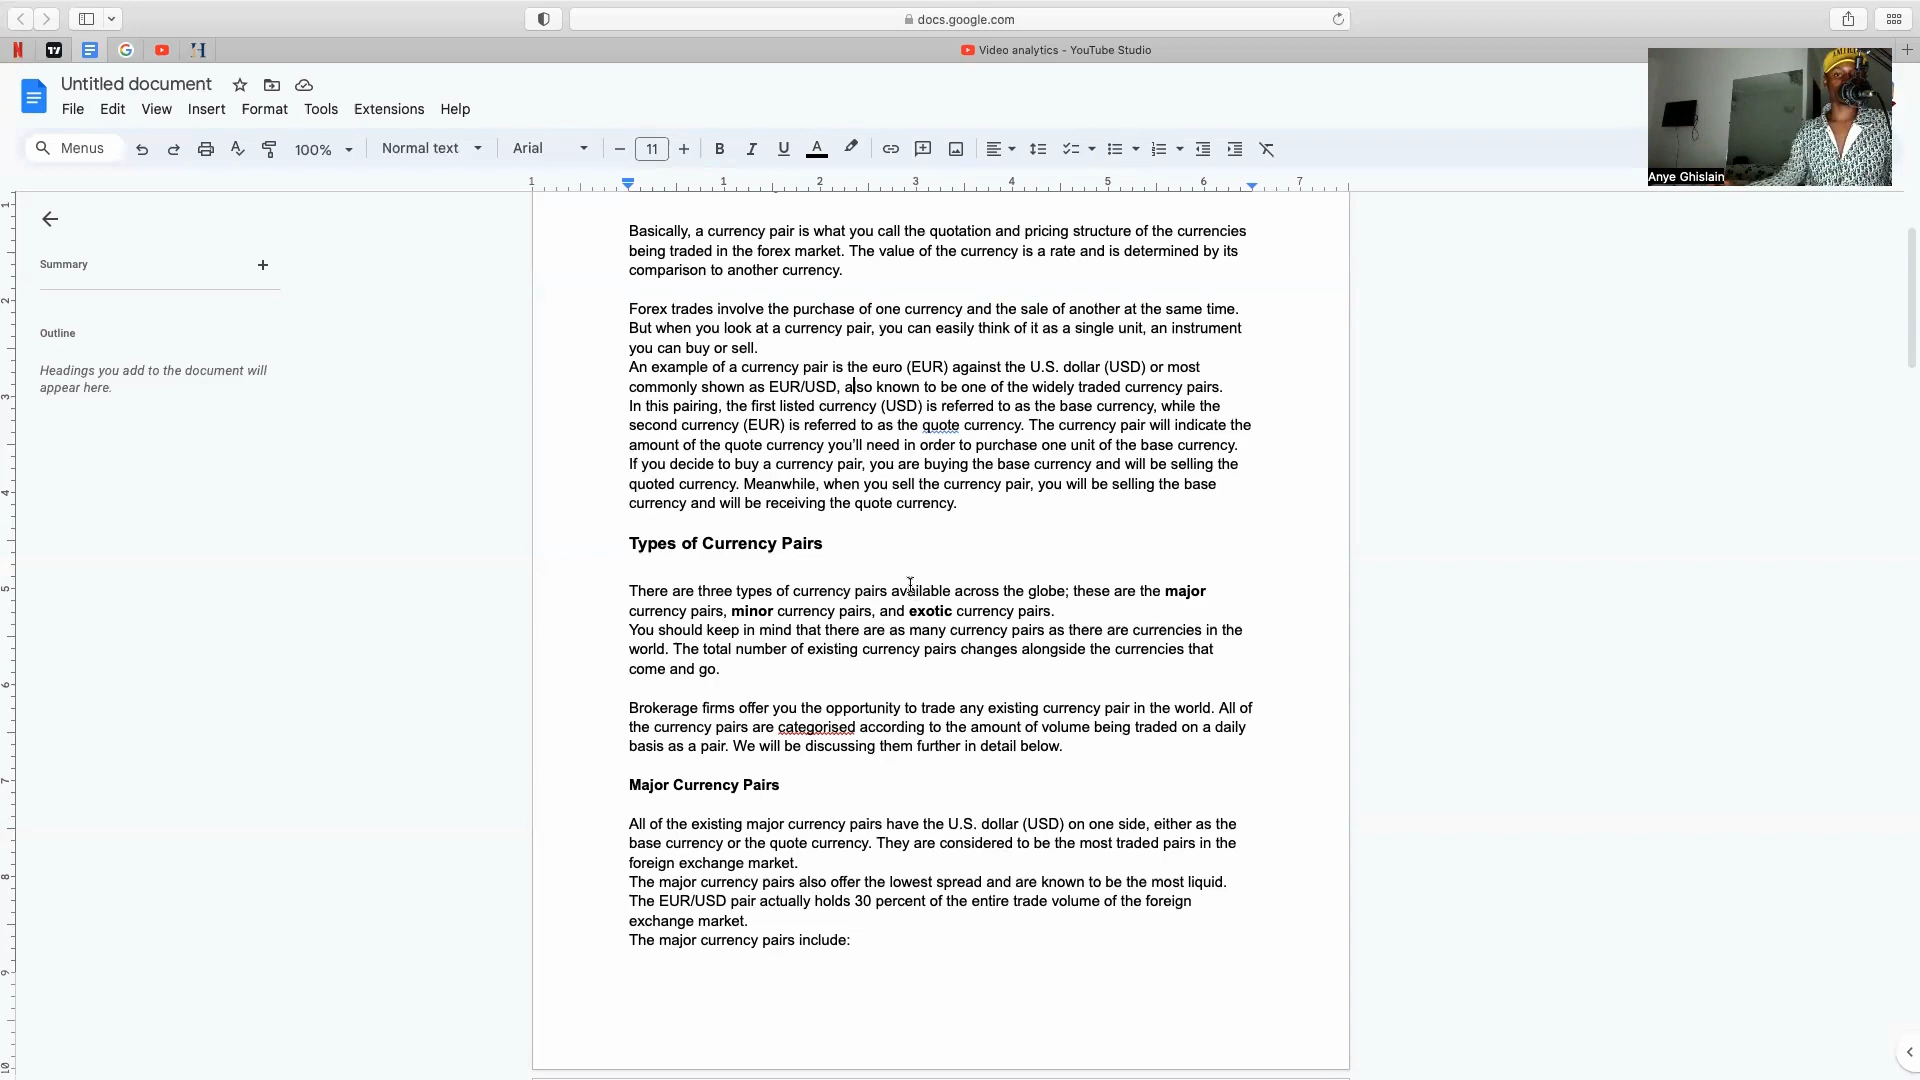 docs.google.com
Video analytics - YouTube Studio
Untitled document
File Edit View Insert Format Tools Extensions Help
Menus 100% Normal text Arial 11
1 1 2 3 4 5 6 7
Anye Ghislain
Summary
Outline
Headings you add to the document will
appear here.
Basically, a currency pair is what you call the quotation and pricing structure of the currencies
being traded in the forex market. The value of the currency is a rate and is determined by its
comparison to another currency.
Forex trades involve the purchase of one currency and the sale of another at the same time.
But when you look at a currency pair, you can easily think of it as a single unit, an instrument
you can buy or sell.
An example of a currency pair is the euro (EUR) against the U.S. dollar (USD) or most
commonly shown as EUR/USD, also known to be one of the widely traded currency pairs.
In this pairing, the first listed currency (USD) is referred to as the base currency, while the
second currency (EUR) is referred to as the quote currency. The currency pair will indicate the
amount of the quote currency you'll need in order to purchase one unit of the base currency.
If you decide to buy a currency pair, you are buying the base currency and will be selling the
quoted currency. Meanwhile, when you sell the currency pair, you will be selling the base
currency and will be receiving the quote currency.
Types of Currency Pairs
There are three types of currency pairs available across the globe; these are the major
currency pairs, minor currency pairs, and exotic currency pairs.
You should keep in mind that there are as many currency pairs as there are currencies in the
world. The total number of existing currency pairs changes alongside the currencies that
come and go.
Brokerage firms offer you the opportunity to trade any existing currency pair in the world. All of
the currency pairs are categorised according to the amount of volume being traded on a daily
basis as a pair. We will be discussing them further in detail below.
Major Currency Pairs
All of the existing major currency pairs have the U.S. dollar (USD) on one side, either as the
base currency or the quote currency. They are considered to be the most traded pairs in the
foreign exchange market.
The major currency pairs also offer the lowest spread and are known to be the most liquid.
The EUR/USD pair actually holds 30 percent of the entire trade volume of the foreign
exchange market.
The major currency pairs include: